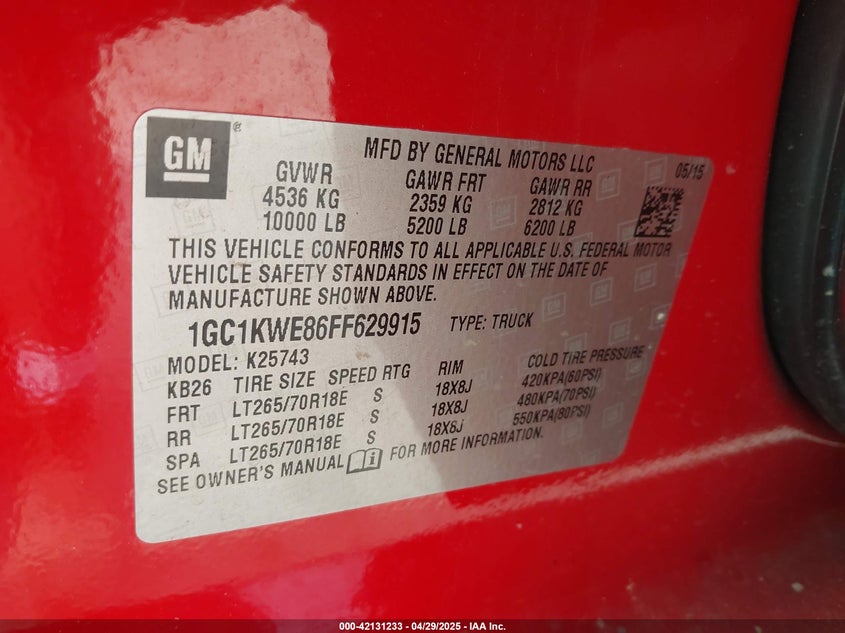 GM ®
MFD BY GENERAL MOTORS LLC 05/15
GVWR GAWR FRT GAWR RR
4536 KG 2359 KG 2812 KG
10000 LB 5200 LB 6200 LB
THIS VEHICLE CONFORMS TO ALL APPLICABLE U.S. FEDERAL MOTOR
VEHICLE SAFETY STANDARDS IN EFFECT ON THE DATE OF
MANUFACTURE SHOWN ABOVE.
1GC1KWE86FF629915 TYPE: TRUCK
MODEL: K25743
KB26 TIRE SIZE SPEED RTG RIM COLD TIRE PRESSURE
FRT LT265/70R18E S 18X8J 420KPA(60PSI)
RR LT265/70R18E S 18X8J 480KPA(70PSI)
SPA LT265/70R18E S 18X8J 550KPA(80PSI)
SEE OWNER'S MANUAL FOR MORE INFORMATION.
000-42131233 | 04/29/2025 | IAA Inc.